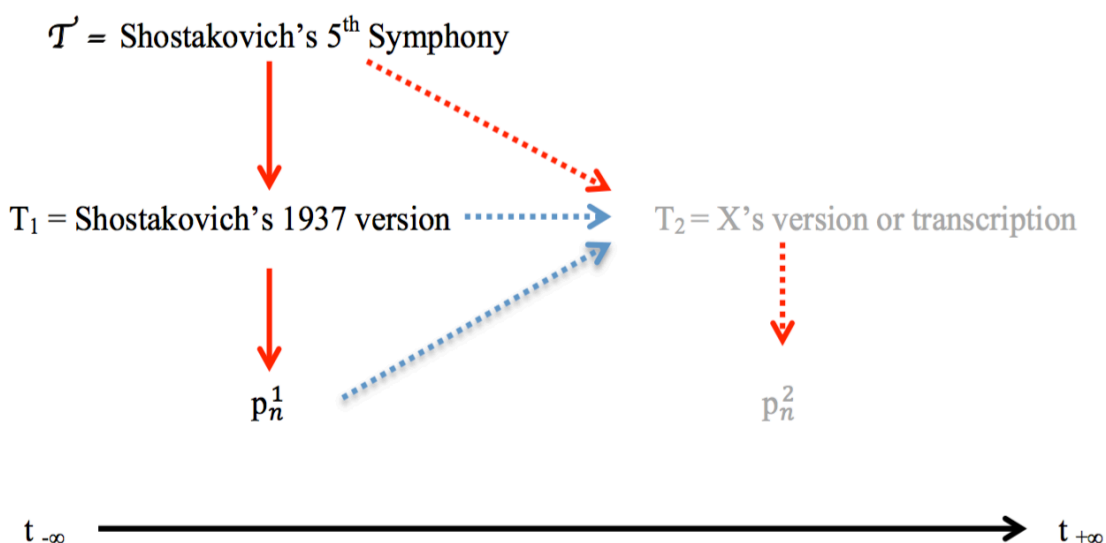 𝒯 = Shostakovich’s 5th Symphony
T1 = Shostakovich’s 1937 version
T2 = X’s version or transcription
p1n
p2n
t -∞
t +∞